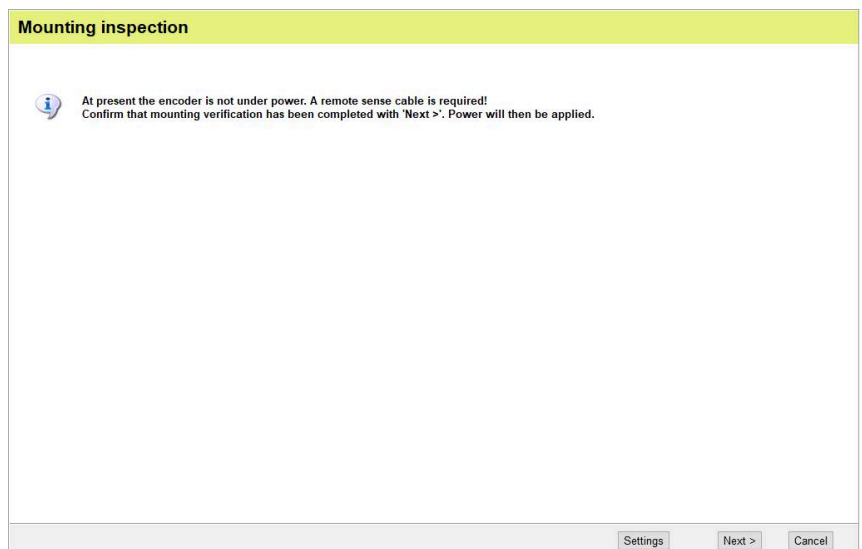 Mounting inspection
At present the encoder is not under power. A remote sense cable is required!
Confirm that mounting verification has been completed with 'Next >'. Power will then be applied.
Settings Next > Cancel